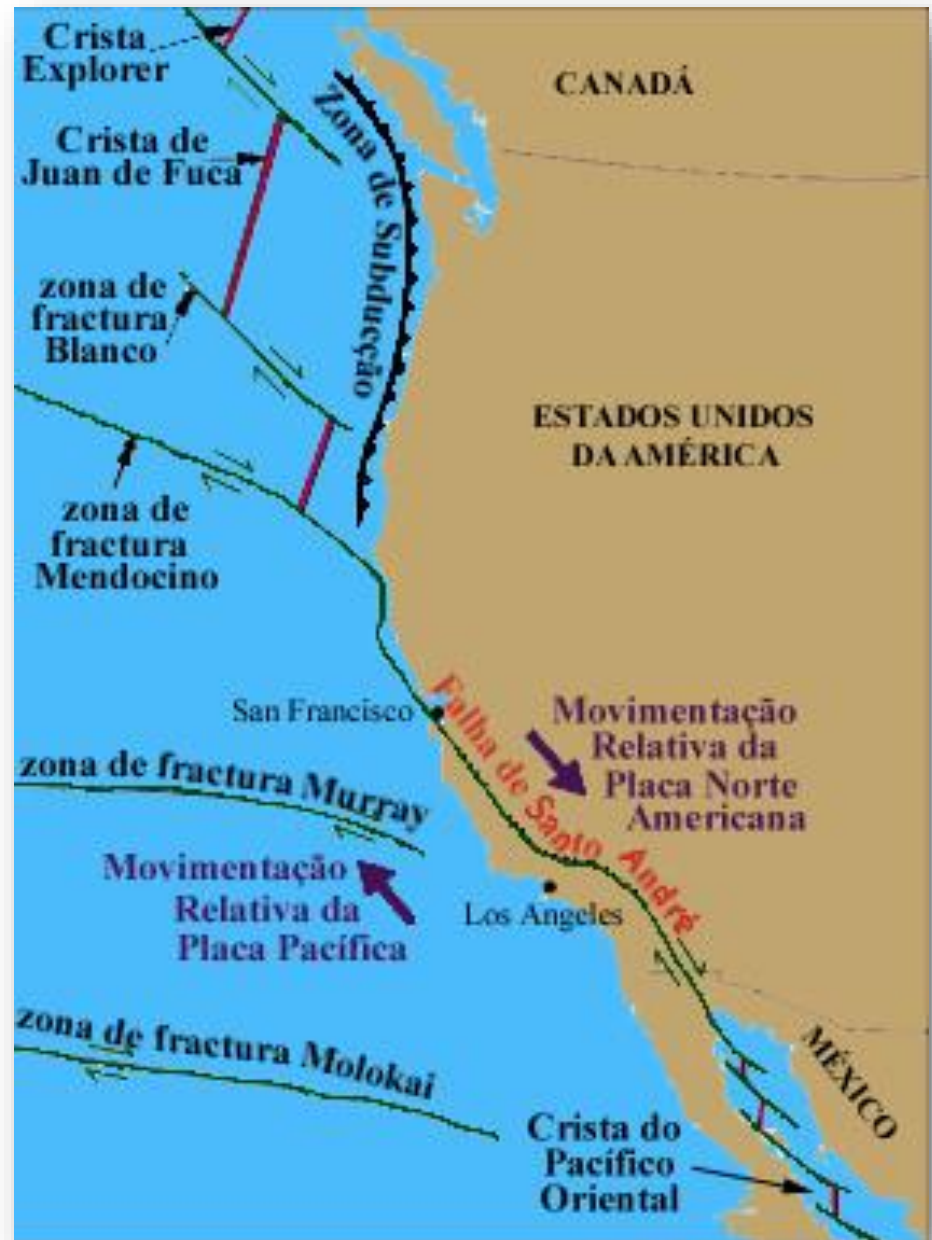 Crista
Explorer
CANADÁ
Zona de Subducção
Crista de
Juan de Fuca
zona de
fractura
Blanco
ESTADOS UNIDOS
DA AMÉRICA
zona de
fractura
Mendocino
San Francisco
Falha de Santo André
Movimentação
Relativa da
Placa Norte
Americana
zona de fractura Murray
Movimentação
Relativa da
Placa Pacífica
Los Angeles
zona de fractura Molokai
MÉXICO
Crista do
Pacífico
Oriental